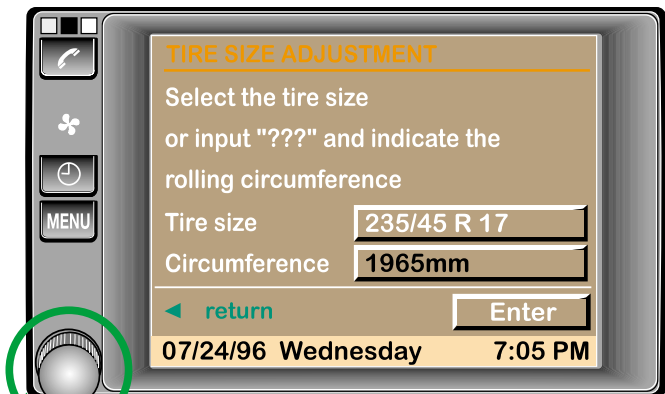 TIRE SIZE ADJUSTMENT
Select the tire size
or input "???" and indicate the
rolling circumference
Tire size 235/45 R 17
Circumference 1965mm
◄ return Enter
07/24/96 Wednesday 7:05 PM
MENU